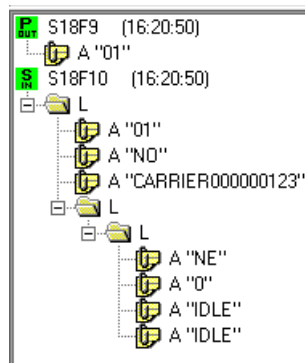 P OUT S18F9 (16:20:50)
A "01"
S IN S18F10 (16:20:50)
L
A "01"
A "NO"
A "CARRIER000000123"
L
L
A "NE"
A "0"
A "IDLE"
A "IDLE"